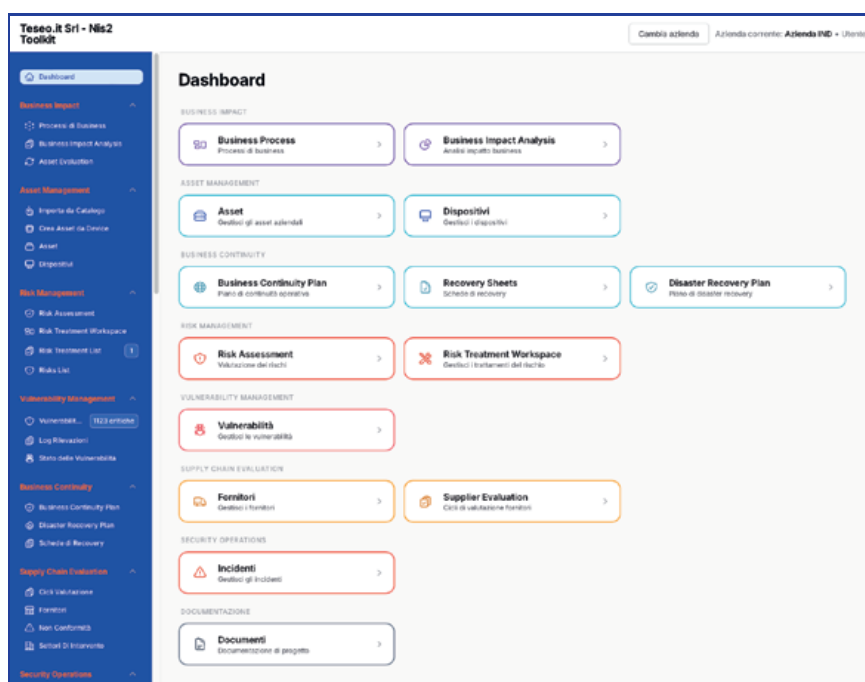 Teseo.it Srl - Nis2
Toolkit
Cambia azienda
Azienda corrente: Azienda IND • Utente
Dashboard
Business Impact
Processi di Business
Business Impact Analysis
Asset Evaluation
Asset Management
Importa da Catalogo
Crea Asset da Device
Asset
Dispositivi
Risk Management
Risk Assessment
Risk Treatment Workspace
Risk Treatment List 1
Risks List
Vulnerability Management
Vulnerabilit... 1123 critiche
Log Rilevazioni
Stato delle Vulnerabilità
Business Continuity
Business Continuity Plan
Disaster Recovery Plan
Schede di Recovery
Supply Chain Evaluation
Cicli Valutazione
Fornitori
Non Conformità
Settori Di Intervento
Security Operations
Dashboard
BUSINESS IMPACT
Business Process
Processi di business
Business Impact Analysis
Analisi impatto business
ASSET MANAGEMENT
Asset
Gestisci gli asset aziendali
Dispositivi
Gestisci i dispositivi
BUSINESS CONTINUITY
Business Continuity Plan
Piano di continuità operativa
Recovery Sheets
Schede di recovery
Disaster Recovery Plan
Piano di disaster recovery
RISK MANAGEMENT
Risk Assessment
Valutazione dei rischi
Risk Treatment Workspace
Gestisci i trattamenti del rischio
VULNERABILITY MANAGEMENT
Vulnerabilità
Gestisci le vulnerabilità
SUPPLY CHAIN EVALUATION
Fornitori
Gestisci i fornitori
Supplier Evaluation
Cicli di valutazione fornitori
SECURITY OPERATIONS
Incidenti
Gestisci gli incidenti
DOCUMENTAZIONE
Documenti
Documentazione di progetto